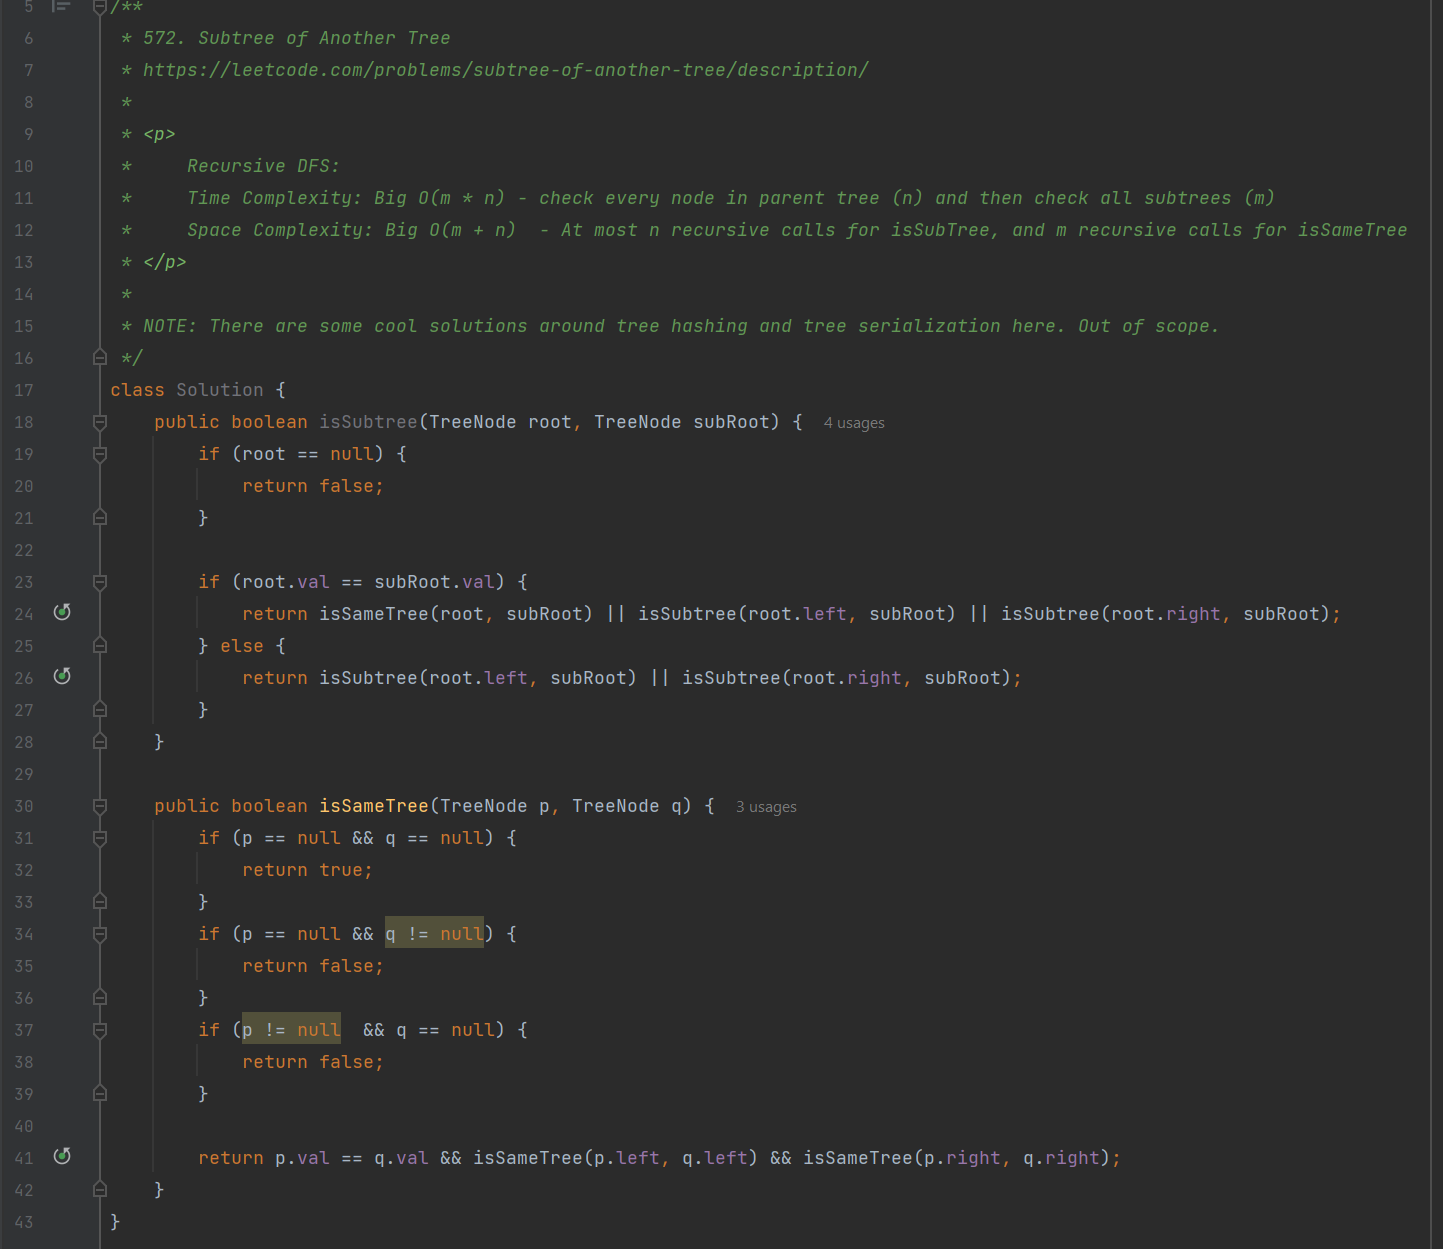 5 /**
6 * 572. Subtree of Another Tree
7 * https://leetcode.com/problems/subtree-of-another-tree/description/
8 *
9 * <p>
10 *     Recursive DFS:
11 *     Time Complexity: Big O(m * n) - check every node in parent tree (n) and then check all subtrees (m)
12 *     Space Complexity: Big O(m + n)  - At most n recursive calls for isSubTree, and m recursive calls for isSameTree
13 * </p>
14 *
15 * NOTE: There are some cool solutions around tree hashing and tree serialization here. Out of scope.
16 */
17 class Solution {
18     public boolean isSubtree(TreeNode root, TreeNode subRoot) {  4 usages
19         if (root == null) {
20             return false;
21         }
22
23         if (root.val == subRoot.val) {
24             return isSameTree(root, subRoot) || isSubtree(root.left, subRoot) || isSubtree(root.right, subRoot);
25         } else {
26             return isSubtree(root.left, subRoot) || isSubtree(root.right, subRoot);
27         }
28     }
29
30     public boolean isSameTree(TreeNode p, TreeNode q) {  3 usages
31         if (p == null && q == null) {
32             return true;
33         }
34         if (p == null && q != null) {
35             return false;
36         }
37         if (p != null  && q == null) {
38             return false;
39         }
40
41         return p.val == q.val && isSameTree(p.left, q.left) && isSameTree(p.right, q.right);
42     }
43 }